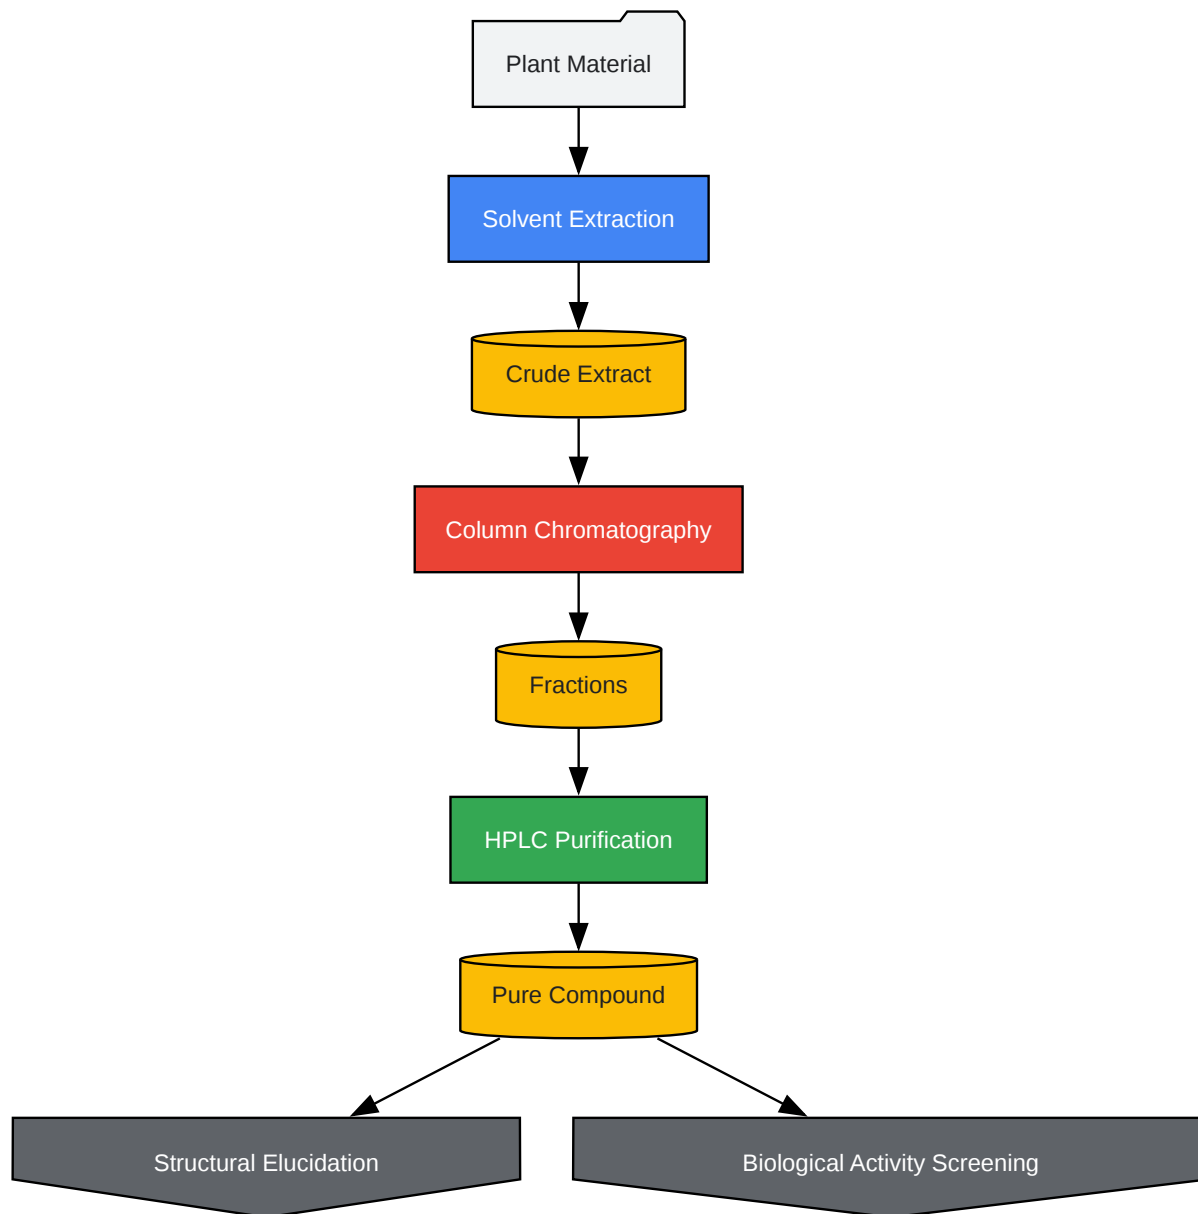 Plant Material
Solvent Extraction
Crude Extract
Column Chromatography
Fractions
HPLC Purification
Pure Compound
Structural Elucidation
Biological Activity Screening